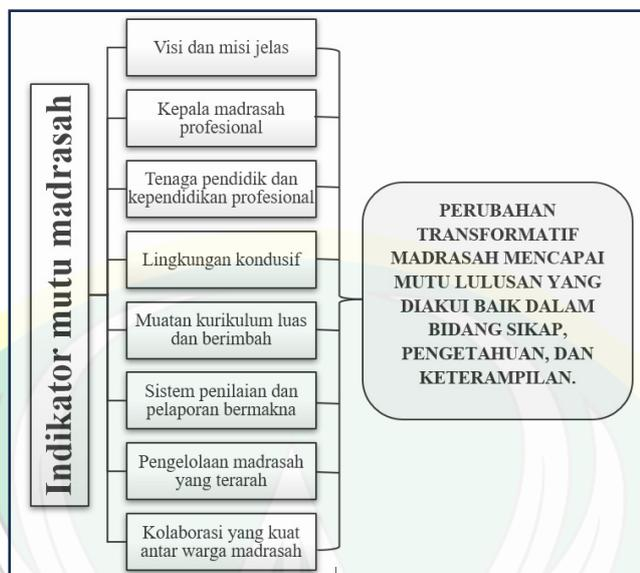 Indikator mutu madrasah
Visi dan misi jelas
Kepala madrasah
profesional
Tenaga pendidik dan
kependidikan profesional
Lingkungan kondusif
Muatan kurikulum luas
dan berimbah
Sistem penilaian dan
pelaporan bermakna
Pengelolaan madrasah
yang terarah
Kolaborasi yang kuat
antar warga madrasah
PERUBAHAN
TRANSFORMATIF
MADRASAH MENCAPAI
MUTU LULUSAN YANG
DIAKUI BAIK DALAM
BIDANG SIKAP,
PENGETAHUAN, DAN
KETERAMPILAN.